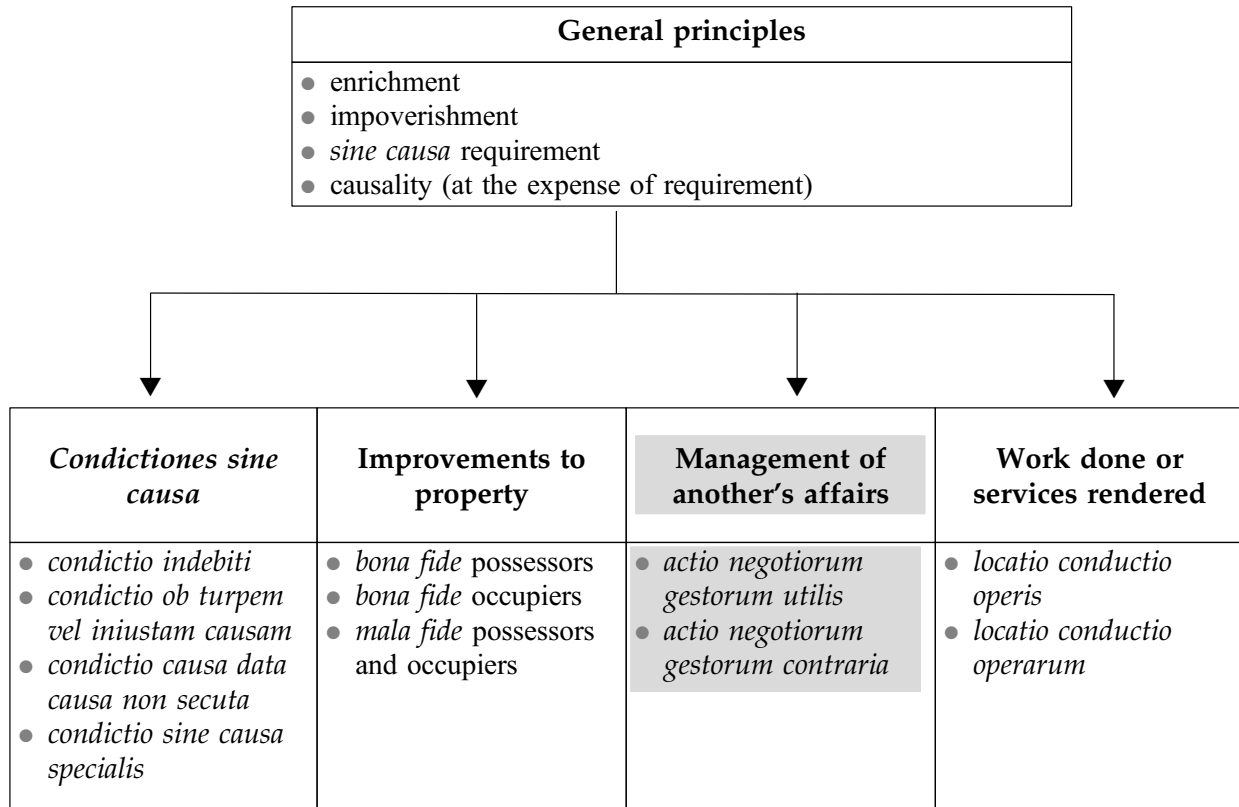 General principles
● enrichment
● impoverishment
● sine causa requirement
● causality (at the expense of requirement)
Condictiones sine
causa
Improvements to
property
Management of
another's affairs
Work done or
services rendered
● condictio indebiti
● condictio ob turpem
vel iniustam causam
● condictio causa data
causa non secuta
● condictio sine causa
specialis
● bona fide possessors
● bona fide occupiers
● mala fide possessors
and occupiers
● actio negotiorum
gestorum utilis
● actio negotiorum
gestorum contraria
● locatio conductio
operis
● locatio conductio
operarum